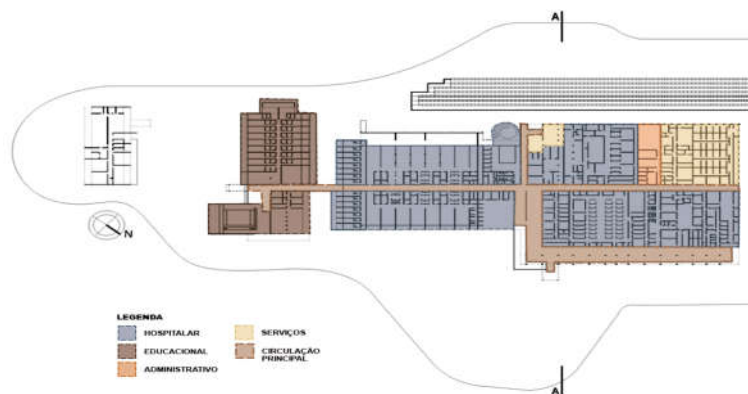 A
N
LEGENDA
HOSPITALAR
EDUCACIONAL
ADMINISTRATIVO
SERVIÇOS
CIRCULAÇÃO
PRINCIPAL
A